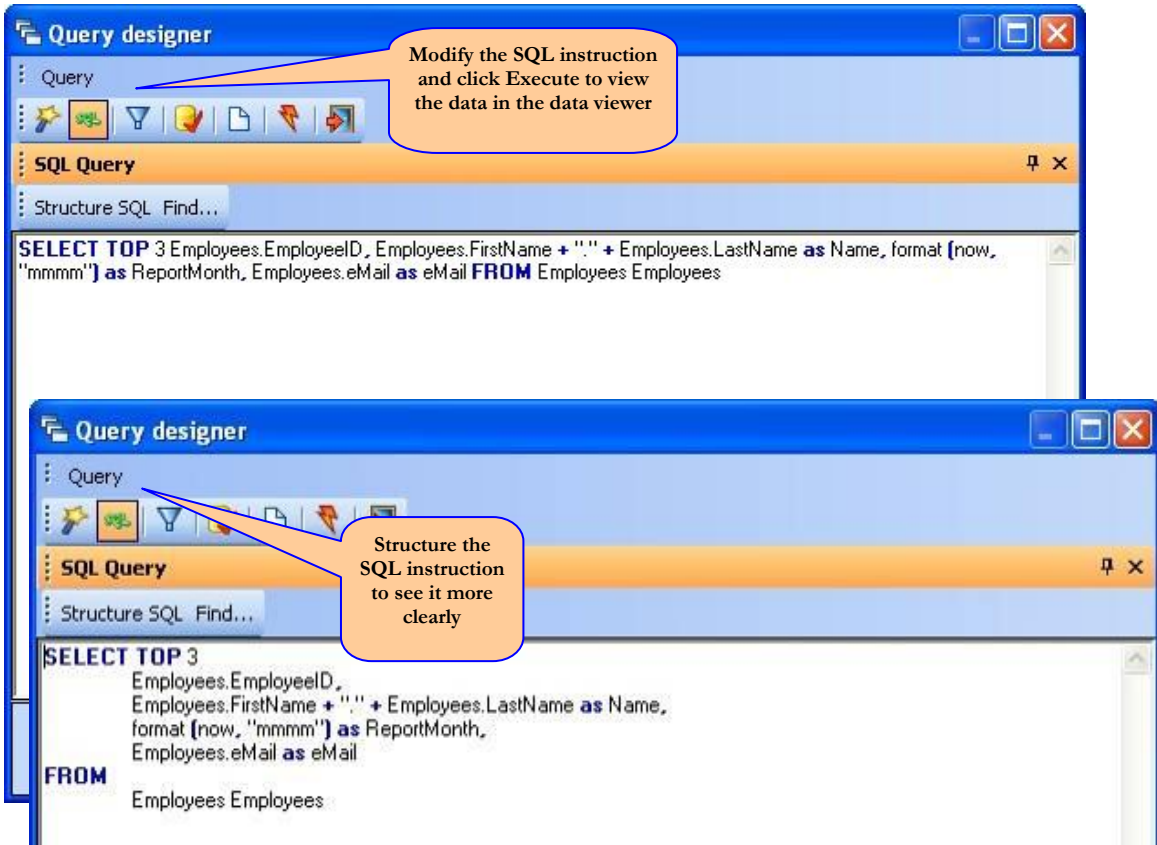 Query designer
Modify the SQL instruction
and click Execute to view
the data in the data viewer
Query
SQL
SQL Query
Structure SQL Find...
SELECT TOP 3 Employees.EmployeeID, Employees.FirstName + "." + Employees.LastName as Name, format (now,
"mmmm") as ReportMonth, Employees.eMail as eMail FROM Employees Employees
Query designer
Query
SQL
Structure the
SQL instruction
to see it more
clearly
SQL Query
Structure SQL Find...
SELECT TOP 3
Employees.EmployeeID,
Employees.FirstName + "." + Employees.LastName as Name,
format (now, "mmmm") as ReportMonth,
Employees.eMail as eMail
FROM
Employees Employees